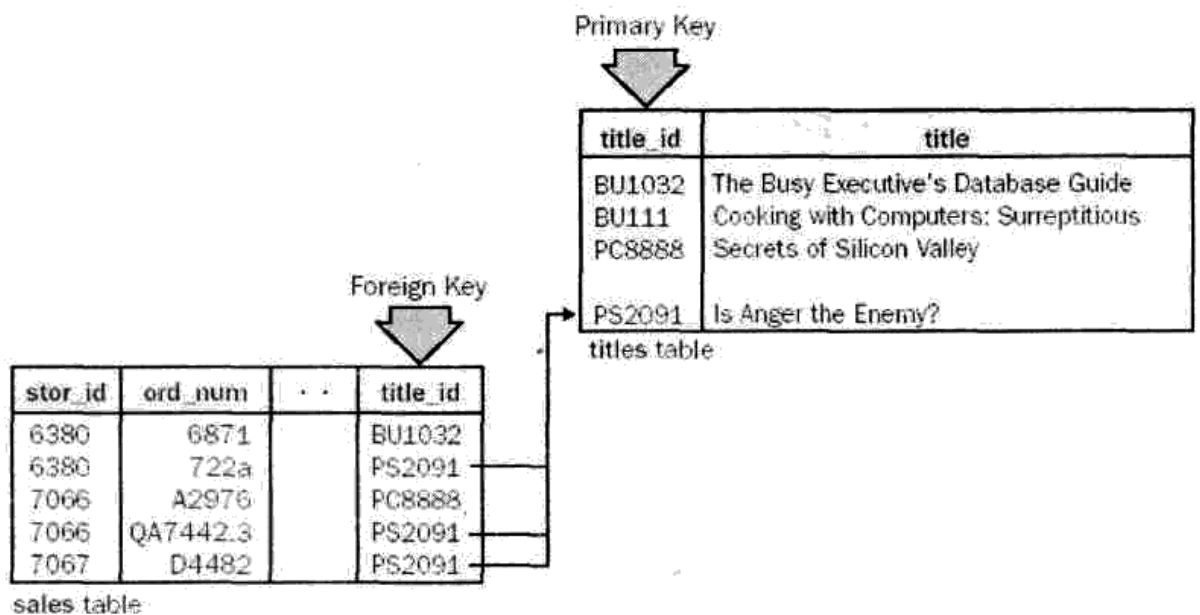 Primary Key
title_id title
BU1032 The Busy Executive's Database Guide
BU111 Cooking with Computers: Surreptitious
PC8888 Secrets of Silicon Valley
PS2091 Is Anger the Enemy?
titles table
Foreign Key
stor_id ord_num . . title_id
6380 6871 BU1032
6380 722a PS2091
7066 A2976 PC8888
7066 QA7442.3 PS2091
7067 D4482 PS2091
sales table